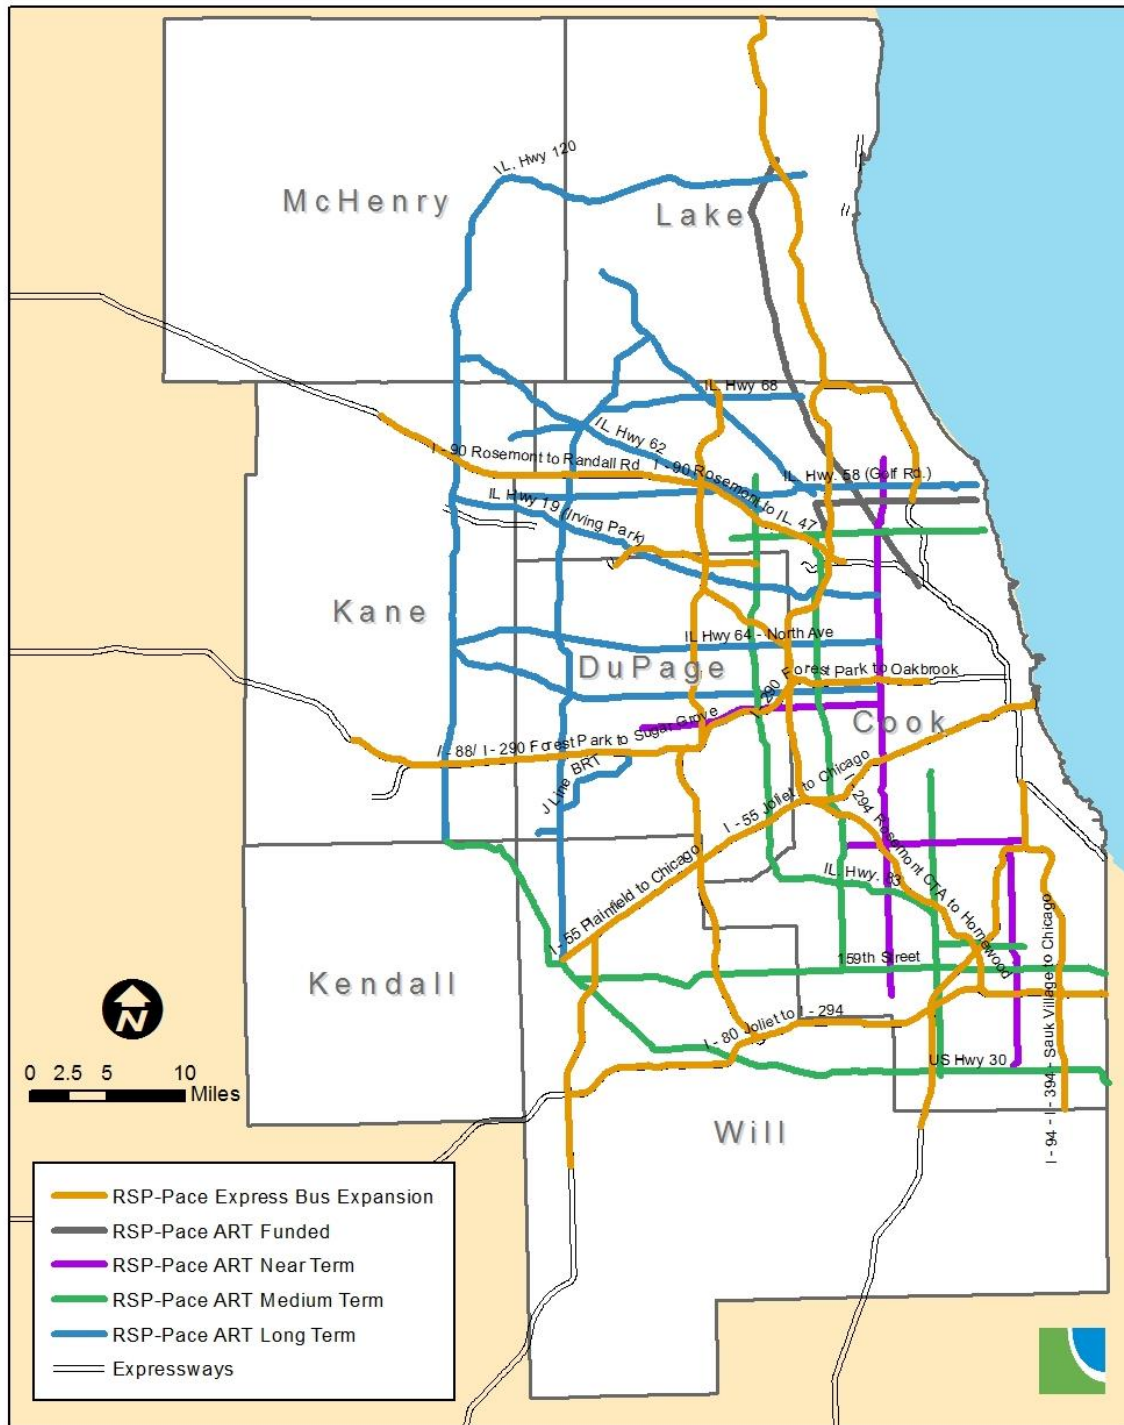 IL. Hwy 120
McHenry
Lake
IL. Hwy 68
IL Hwy 62
I - 90 Rosemont to Randall Rd
I - 90 Rosemont to IL. 47
IL. Hwy. 58 (Golf Rd.)
IL Hwy 19 (Irving Park)
Kane
IL Hwy 64 - North Ave
DuPage
I - 290 Forest Park to Oakbrook
Cook
I - 88/ I - 290 Forest Park to Sugar Grove
J Line BRT
I - 55 Joliet to Chicago
I - 294 Rosemont CTA to Homewood
IL. Hwy. 83
I - 55 Plainfield to Chicago
159th Street
Kendall
I - 94 - I - 394 - Sauk Village to Chicago
I - 80 Joliet to I - 294
US Hwy 30
N
0 2.5 5 10
Miles
Will
RSP-Pace Express Bus Expansion
RSP-Pace ART Funded
RSP-Pace ART Near Term
RSP-Pace ART Medium Term
RSP-Pace ART Long Term
Expressways